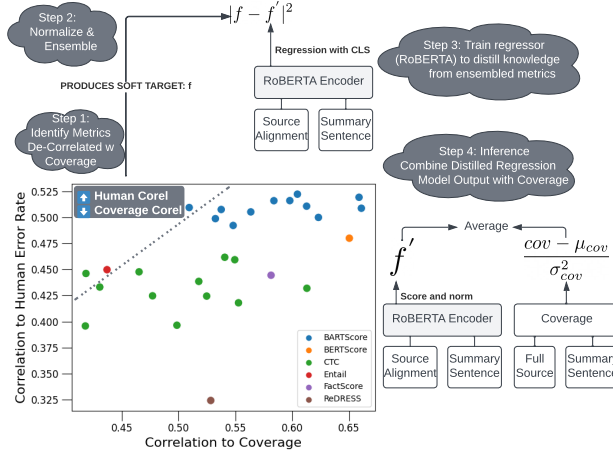 Step 2:
Normalize &
Ensemble
|f − f′|²
Regression with CLS
PRODUCES SOFT TARGET: f
RoBERTA Encoder
Source
Alignment
Summary
Sentence
Step 3: Train regressor
(RoBERTA) to distill knowledge
from ensembled metrics
Step 1:
Identify Metrics
De-Correlated w
Coverage
Step 4: Inference
Combine Distilled Regression
Model Output with Coverage
Human Corel
Coverage Corel
Correlation to Human Error Rate
0.525
0.500
0.475
0.450
0.425
0.400
0.375
0.350
0.325
0.45
0.50
0.55
0.60
0.65
Correlation to Coverage
BARTScore
BERTScore
CTC
Entail
FactScore
ReDRESS
Average
f′
cov − μcov
σ²cov
Score and norm
RoBERTA Encoder
Coverage
Source
Alignment
Summary
Sentence
Full
Source
Summary
Sentence